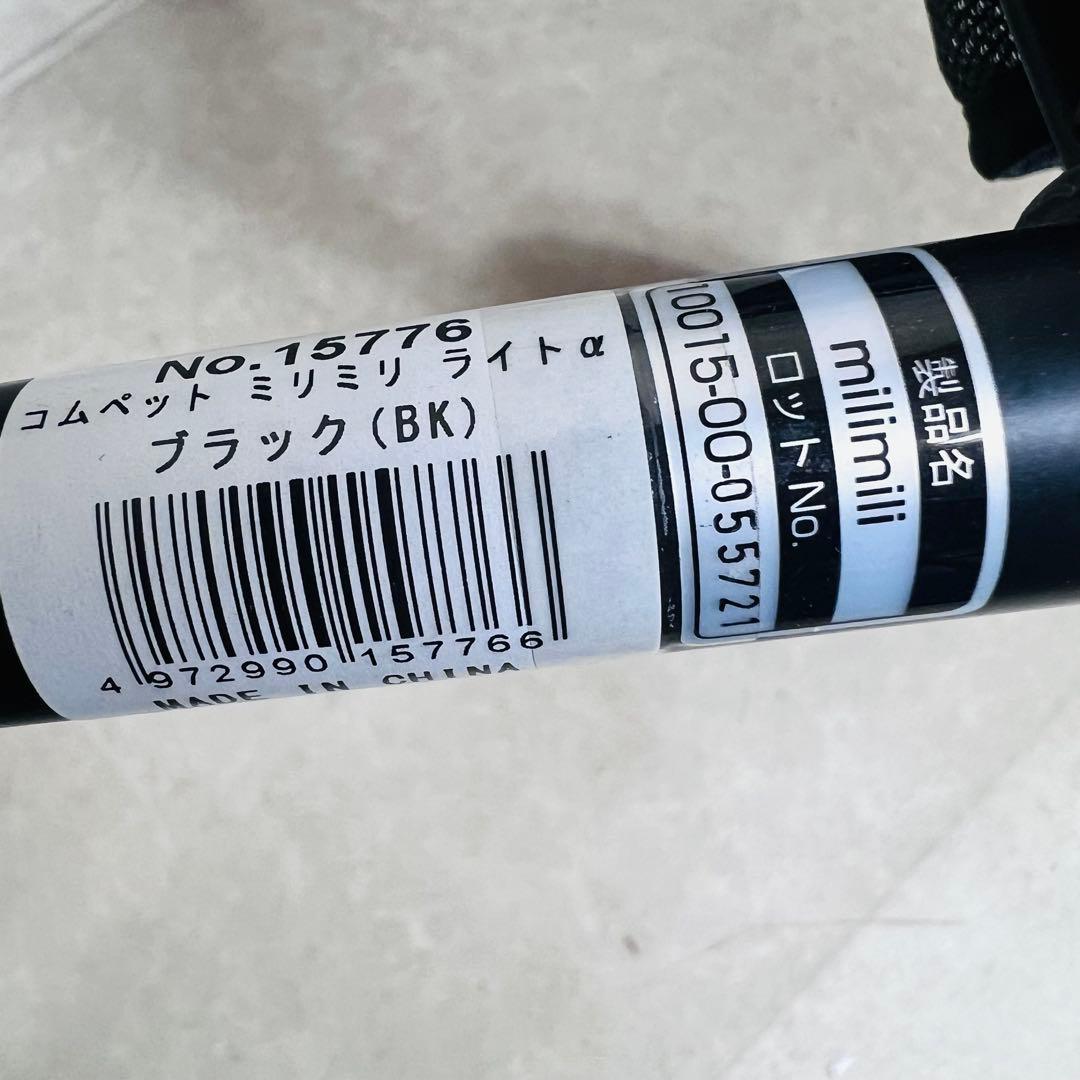 No.15776
コムペット ミリミリ ライトα
ブラック(BK)
4 972990 157766
MADE IN CHINA
製品名
milimili
ロットNo.
10015-00-055721